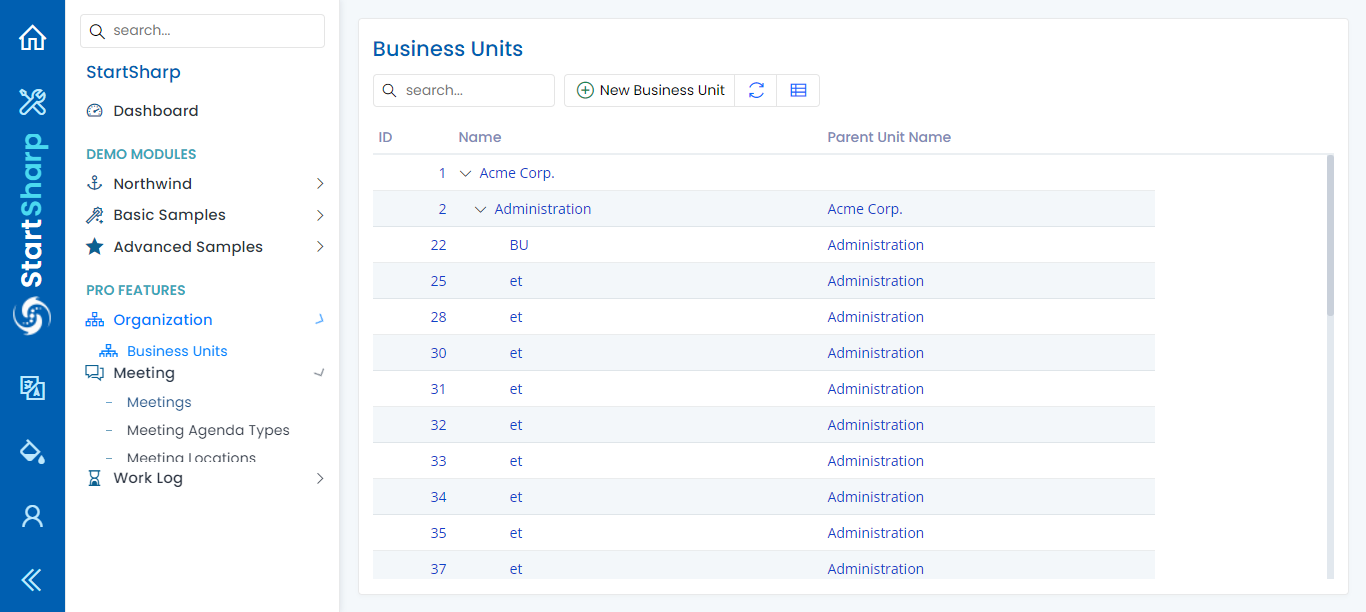 StartSharp
search...
StartSharp
Dashboard
DEMO MODULES
Northwind
Basic Samples
Advanced Samples
PRO FEATURES
Organization
Business Units
Meeting
Meetings
Meeting Agenda Types
Meeting Locations
Work Log
Business Units
search...
New Business Unit
ID Name Parent Unit Name
1 Acme Corp.
2 Administration Acme Corp.
22 BU Administration
25 et Administration
28 et Administration
30 et Administration
31 et Administration
32 et Administration
33 et Administration
34 et Administration
35 et Administration
37 et Administration